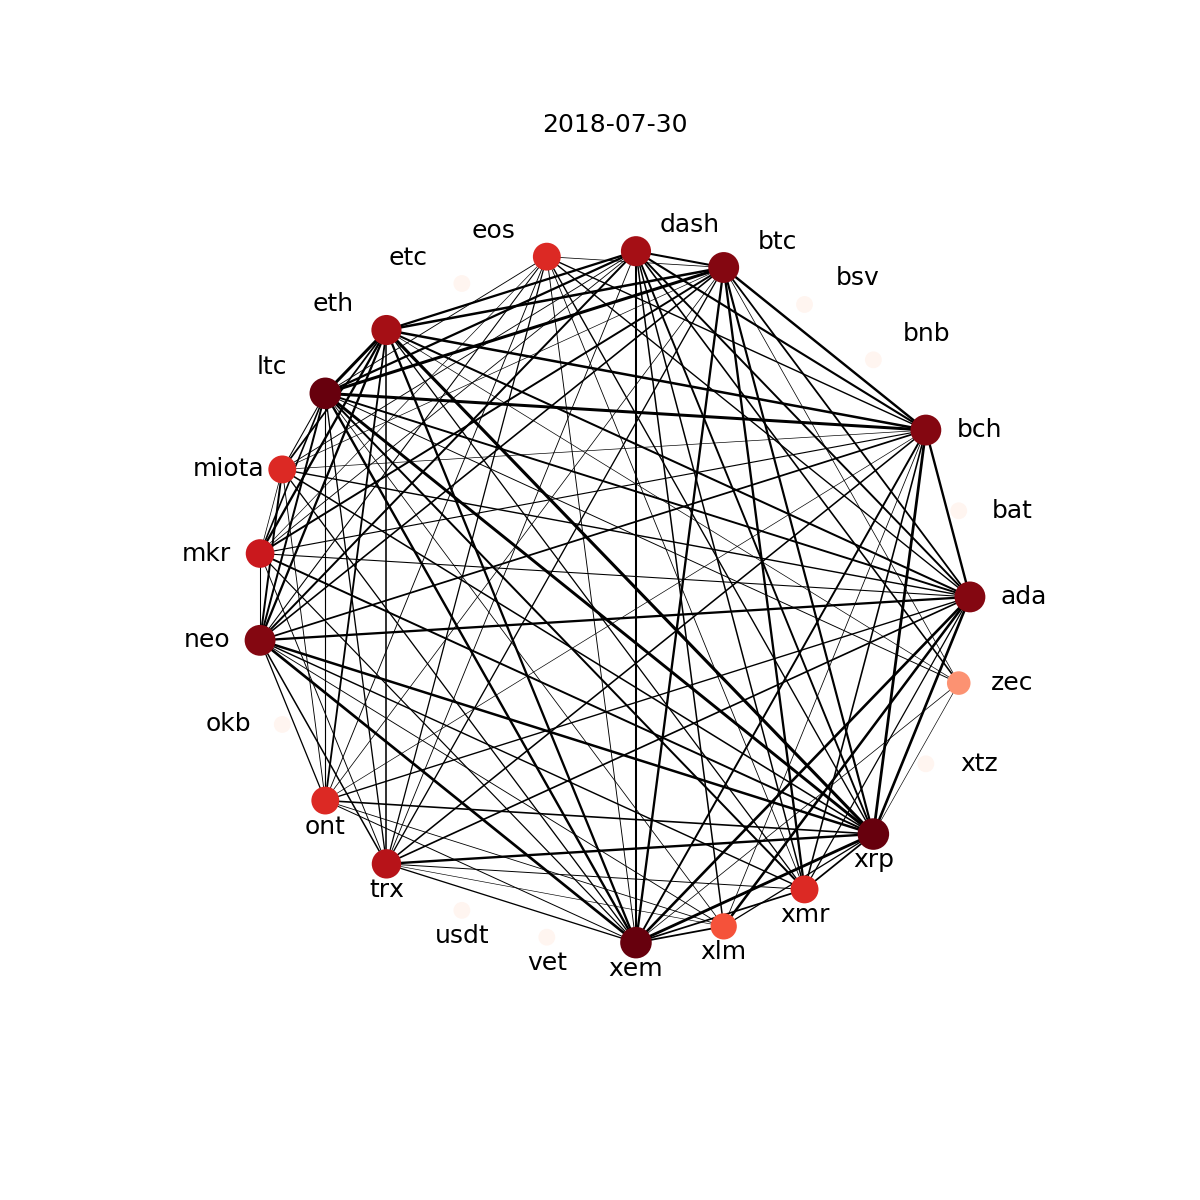 2018-07-30
dash
eos
btc
etc
bsv
eth
bnb
ltc
bch
miota
bat
mkr
ada
neo
zec
okb
xtz
ont
xrp
trx
xmr
usdt
xlm
vet
xem